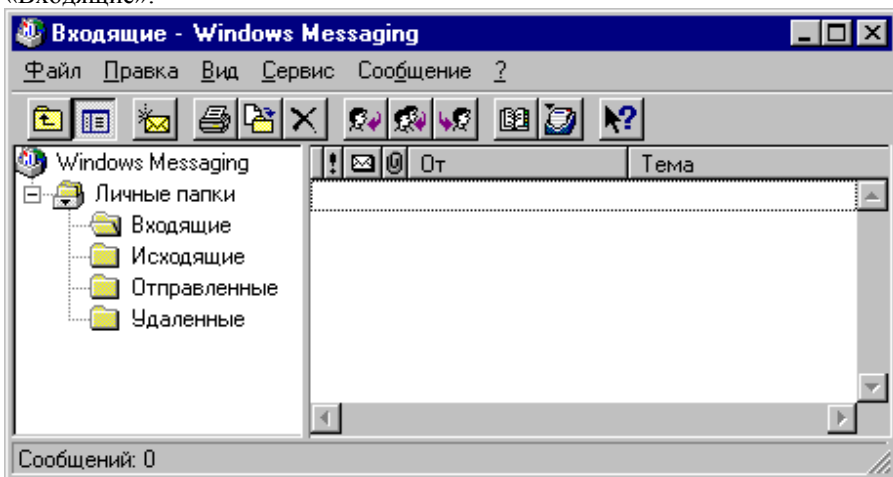 «Входящие».
Входящие - Windows Messaging
Файл Правка Вид Сервис Сообщение ?
Windows Messaging
От Тема
Личные папки
Входящие
Исходящие
Отправленные
Удаленные
Сообщений: 0